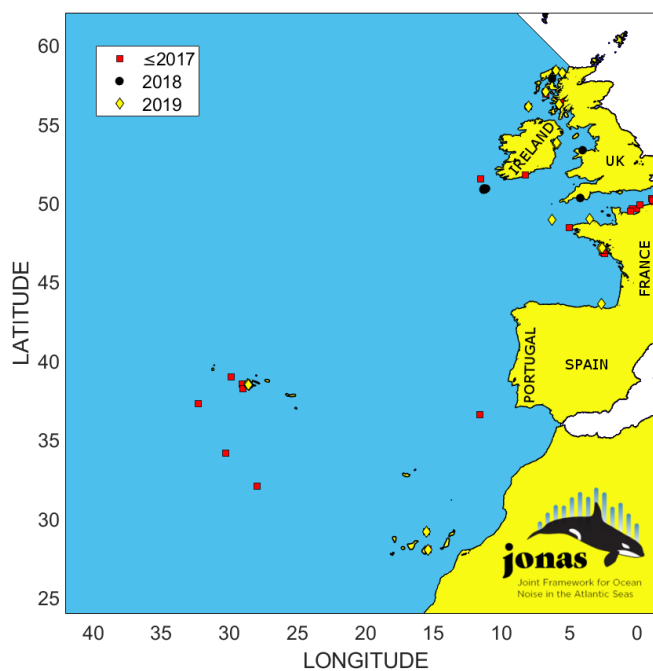 60
55
50
45
40
35
30
25
LATITUDE
≤2017
2018
2019
IRELAND
UK
FRANCE
PORTUGAL
SPAIN
jonas
Joint Framework for Ocean
Noise in the Atlantic Seas
40 35 30 25 20 15 10 5 0
LONGITUDE